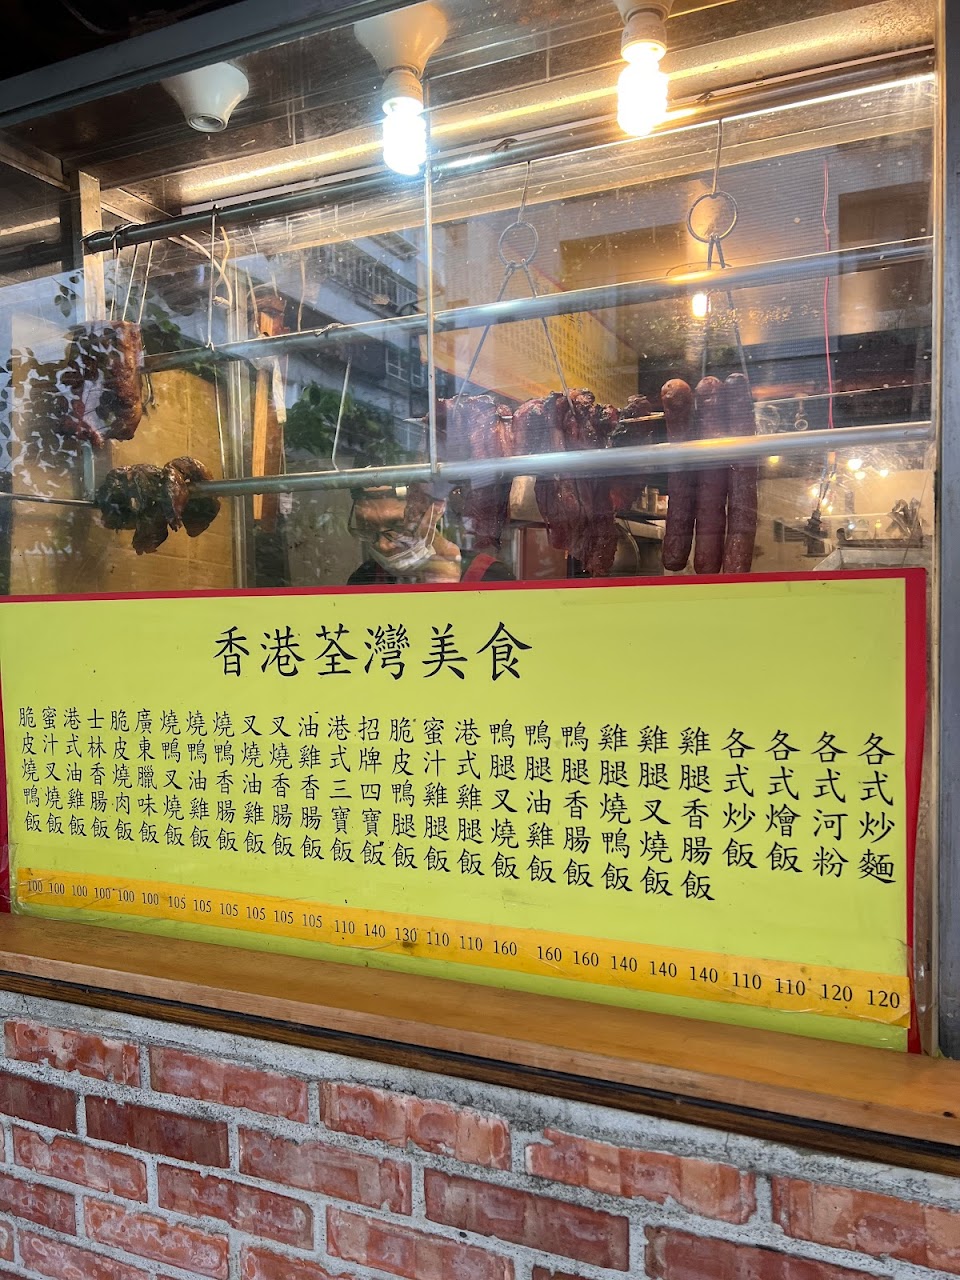 香港荃灣美食
脆皮燒鴨飯
蜜汁叉燒飯
港式油雞飯
士林香腸飯
脆皮燒肉飯
廣東臘味飯
燒鴨叉燒飯
燒鴨油雞飯
燒鴨香腸飯
叉燒油雞飯
叉燒香腸飯
油雞香腸飯
港式三寶飯
招牌四寶飯
脆皮鴨腿飯
蜜汁雞腿飯
港式雞腿飯
鴨腿叉燒飯
鴨腿油雞飯
鴨腿香腸飯
雞腿燒鴨飯
雞腿叉燒飯
雞腿香腸飯
各式炒飯
各式燴飯
各式河粉
各式炒麵
100 100 100 100 100 100 105 105 105 105 105 105 110 140 130 110 110 160 160 160 140 140 140 110 110 120 120